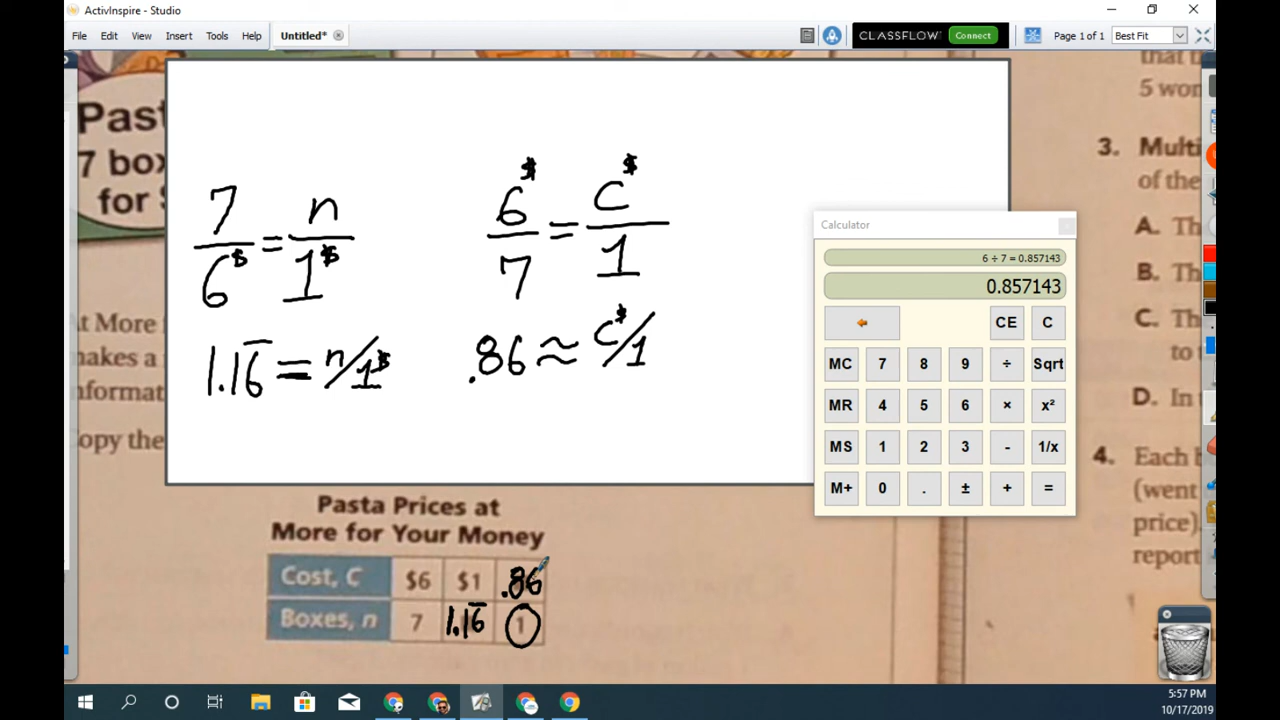 ActivInspire - Studio
File Edit View Insert Tools Help Untitled*
CLASSFLOW Connect Page 1 of 1 Best Fit
that
5 won
Past
7 box
for
7/6$ = n/1$
6$/7 = C$/1
1.16̅ = n/1$
.86 ≈ C$/1
Calculator
6 ÷ 7 = 0.857143
0.857143
CE C
MC 7 8 9 ÷ Sqrt
MR 4 5 6 × x²
MS 1 2 3 - 1/x
M+ 0 . ± + =
3. Multi
of the
A. Th
B. Th
C. Th
to
D. In
4. Each
(went
price).
report
At More
makes a
informat
opy the
Pasta Prices at
More for Your Money
Cost, C $6 $1 .86
Boxes, n 7 1.16̅ 1
5:57 PM
10/17/2019